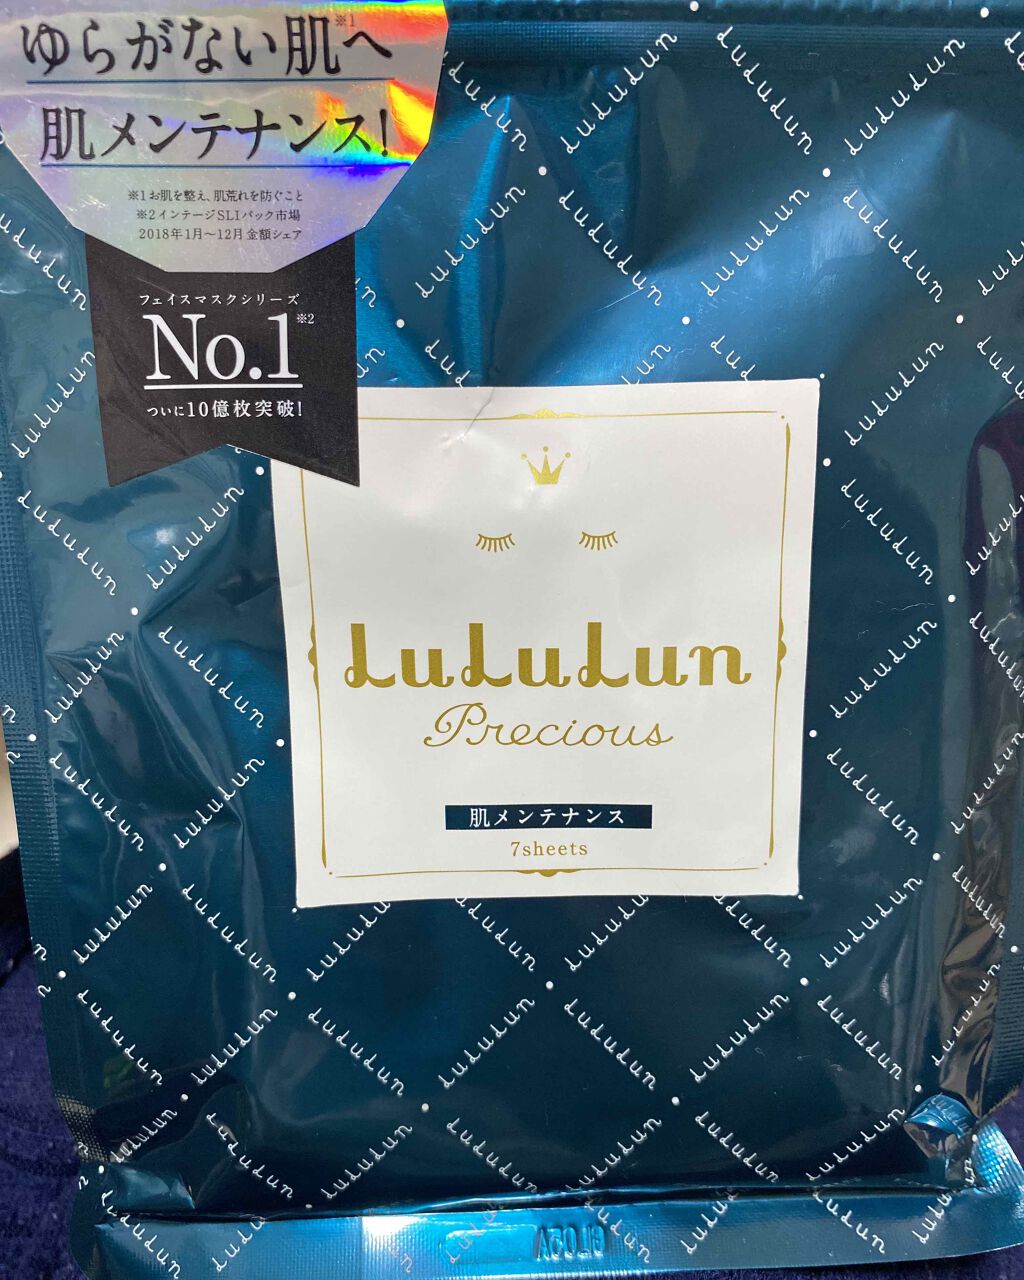 ゆらがない肌へ※1
肌メンテナンス!
※1お肌を整え、肌荒れを防ぐこと
※2インテージSLIパック市場
2018年1月〜12月金額シェア
フェイスマスクシリーズ
No.1※2
ついに10億枚突破!
LuLuLun
Precious
肌メンテナンス
7sheets